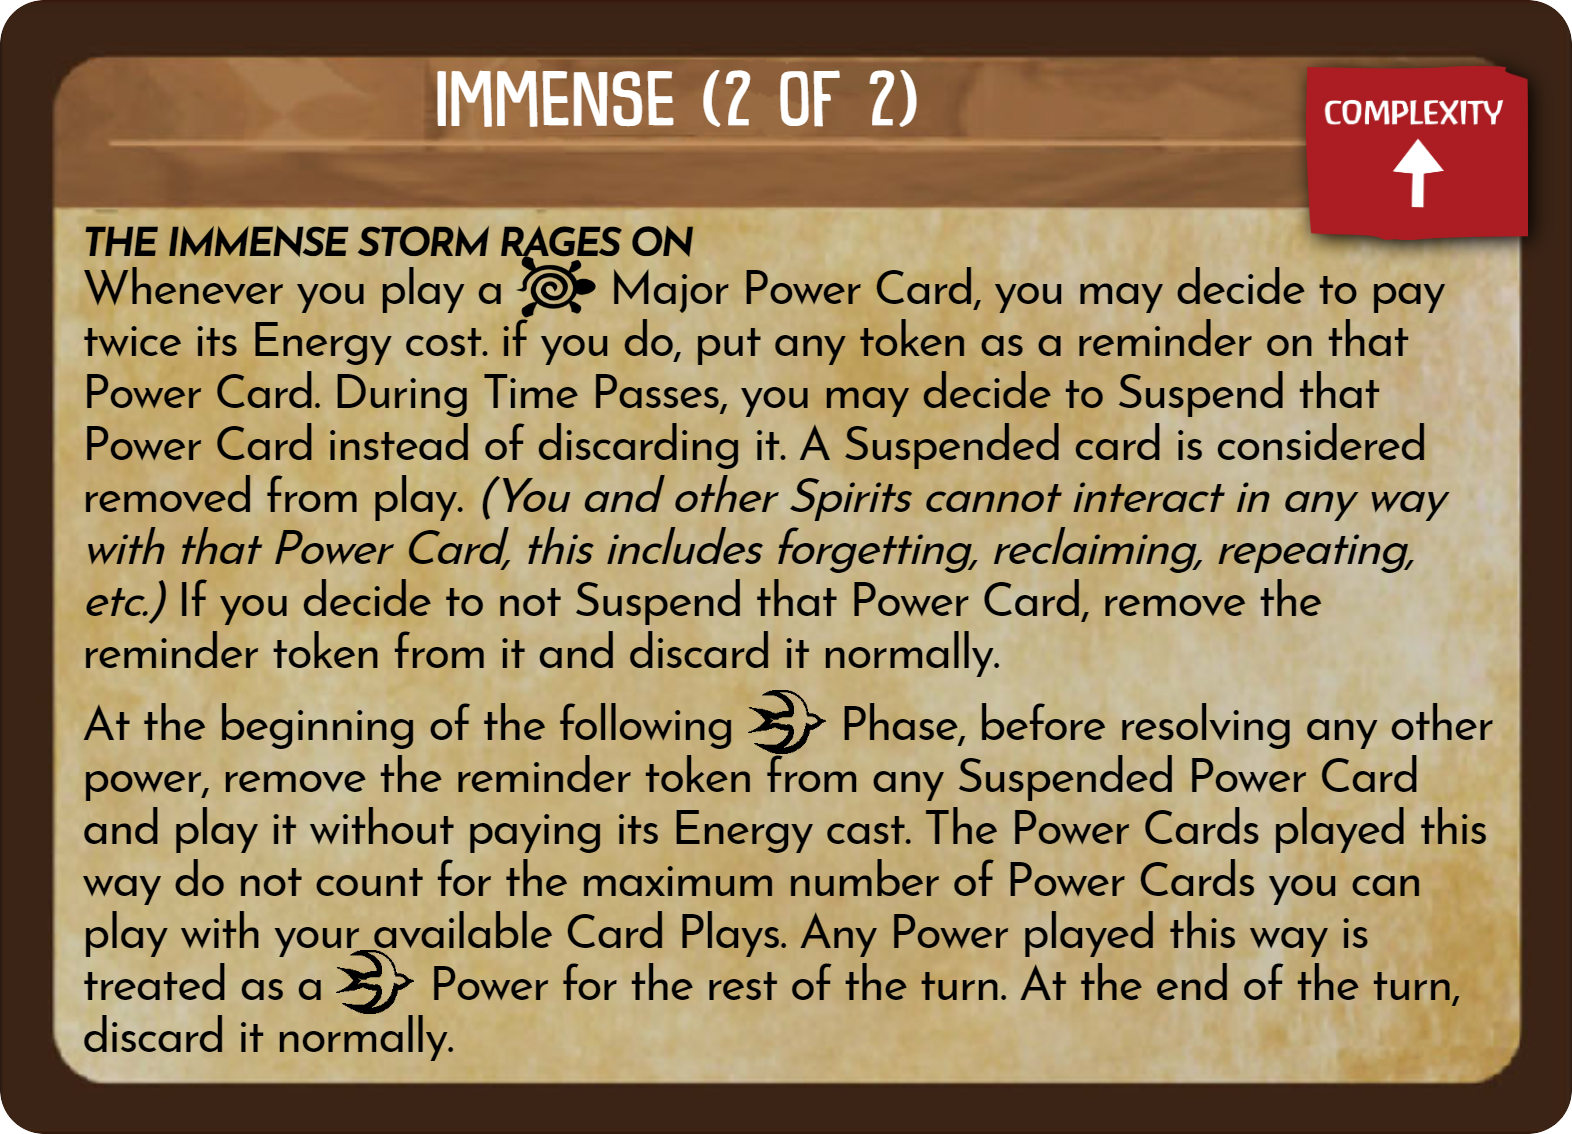 IMMENSE (2 OF 2)
COMPLEXITY
THE IMMENSE STORM RAGES ON
Whenever you play a Major Power Card, you may decide to pay
twice its Energy cost. if you do, put any token as a reminder on that
Power Card. During Time Passes, you may decide to Suspend that
Power Card instead of discarding it. A Suspended card is considered
removed from play. (You and other Spirits cannot interact in any way
with that Power Card, this includes forgetting, reclaiming, repeating,
etc.) If you decide to not Suspend that Power Card, remove the
reminder token from it and discard it normally.
At the beginning of the following Phase, before resolving any other
power, remove the reminder token from any Suspended Power Card
and play it without paying its Energy cast. The Power Cards played this
way do not count for the maximum number of Power Cards you can
play with your available Card Plays. Any Power played this way is
treated as a Power for the rest of the turn. At the end of the turn,
discard it normally.